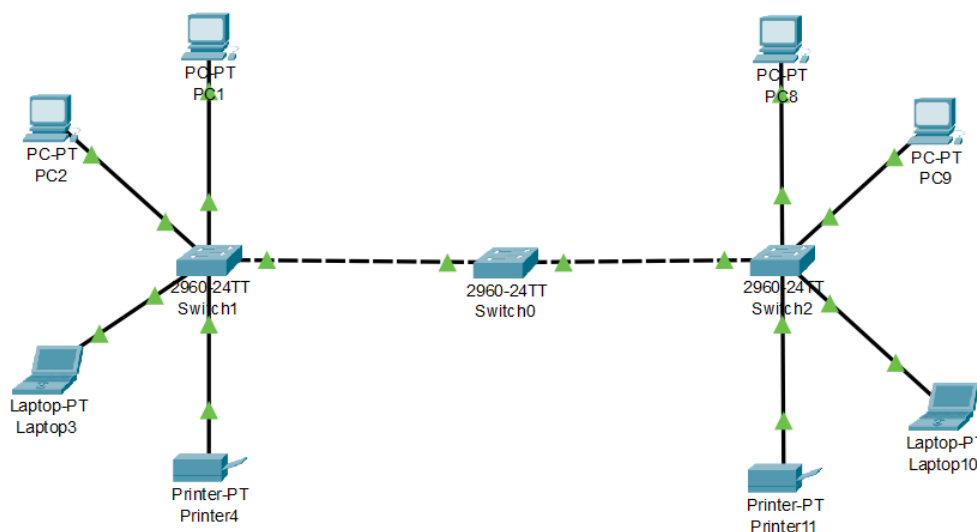 PC-PT
PC1
PC-PT
PC8
PC-PT
PC2
PC-PT
PC9
2960-24TT
Switch1
2960-24TT
Switch0
2960-24TT
Switch2
Laptop-PT
Laptop3
Laptop-PT
Laptop10
Printer-PT
Printer4
Printer-PT
Printer11